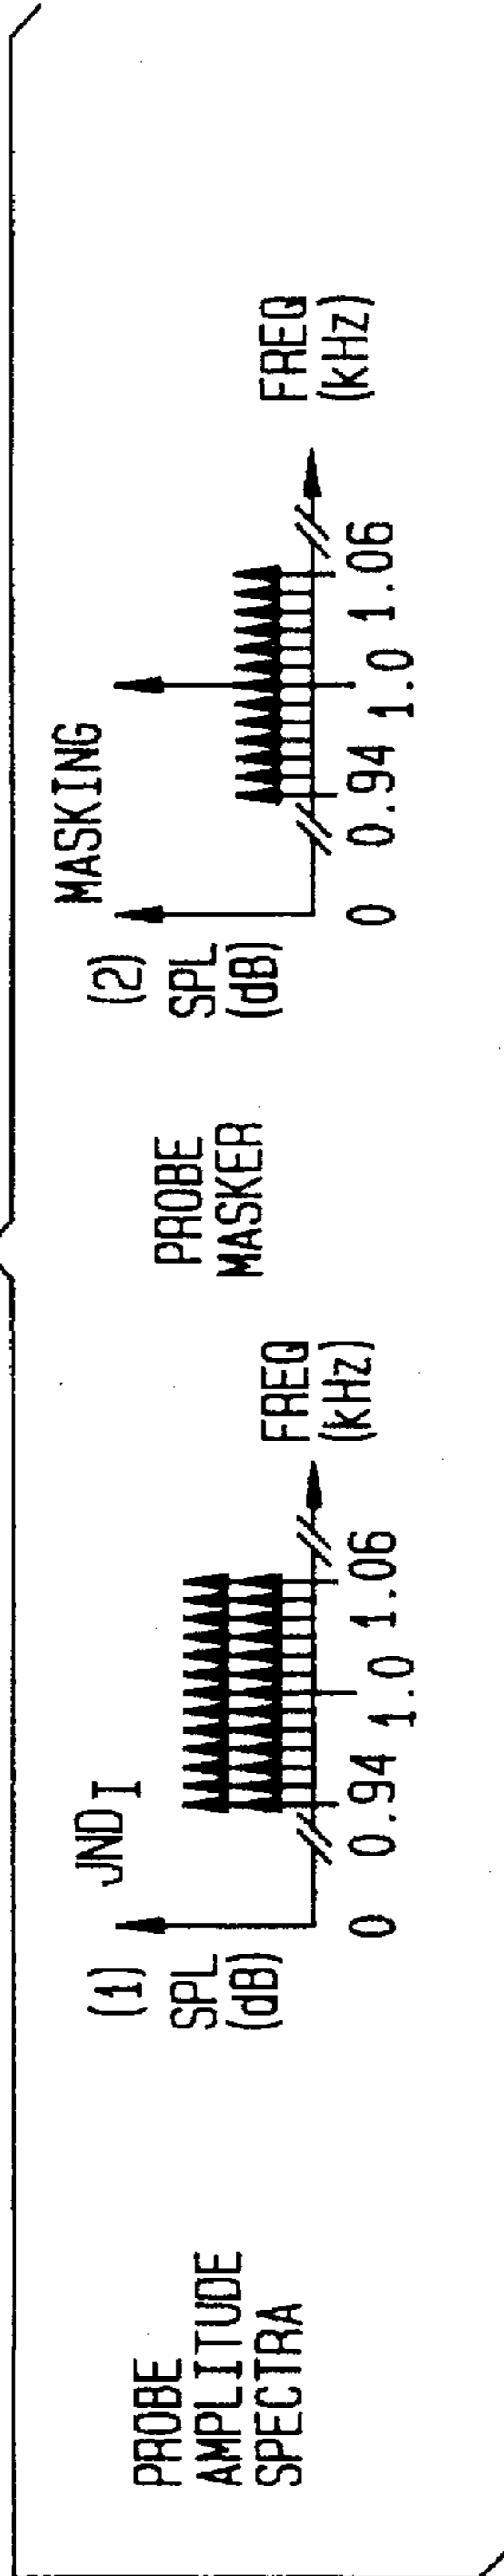 PROBE
AMPLITUDE
SPECTRA
(1)
SPL
(dB)
JND_I
FREQ
(kHz)
0 0.94 1.0 1.06
PROBE
MASKER
(2)
SPL
(dB)
MASKING
FREQ
(kHz)
0 0.94 1.0 1.06